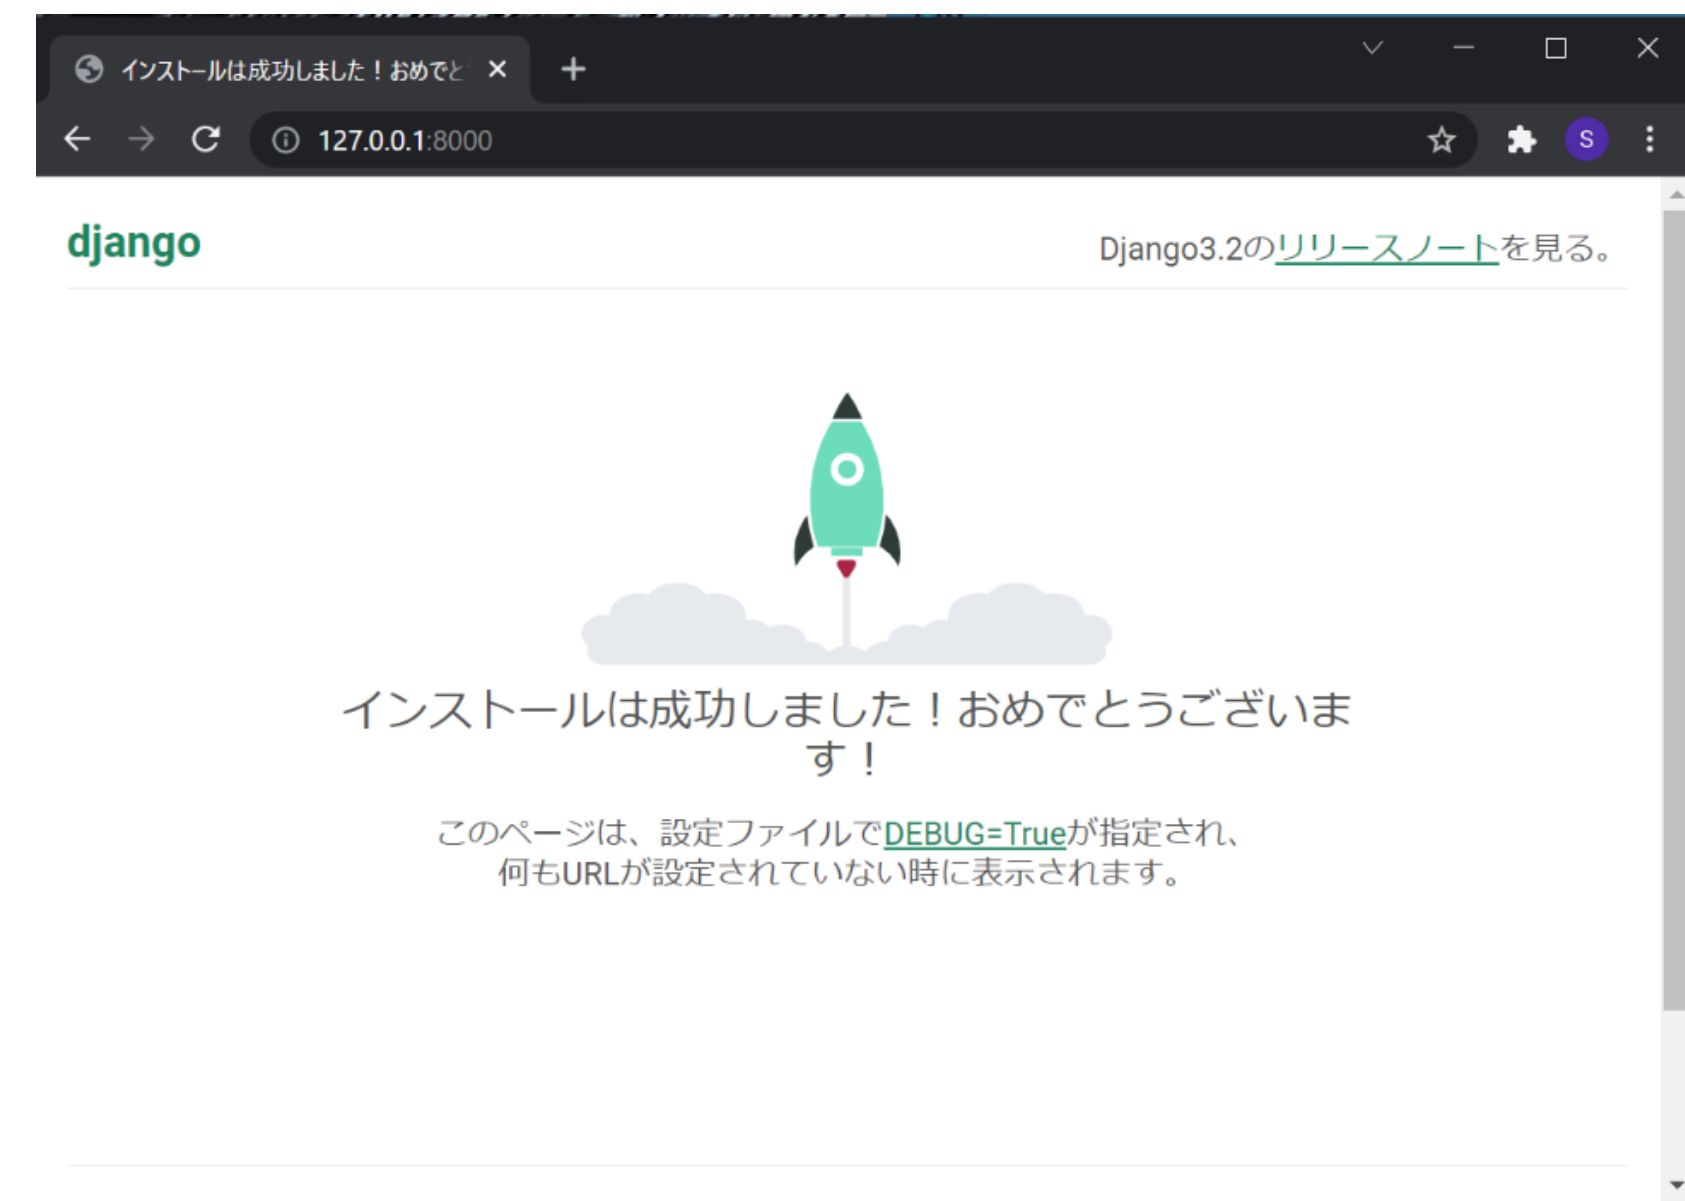 インストールは成功しました！おめでと
127.0.0.1:8000
S
django
Django3.2のリリースノートを見る。
インストールは成功しました！おめでとうございま
す！
このページは、設定ファイルでDEBUG=Trueが指定され、
何もURLが設定されていない時に表示されます。